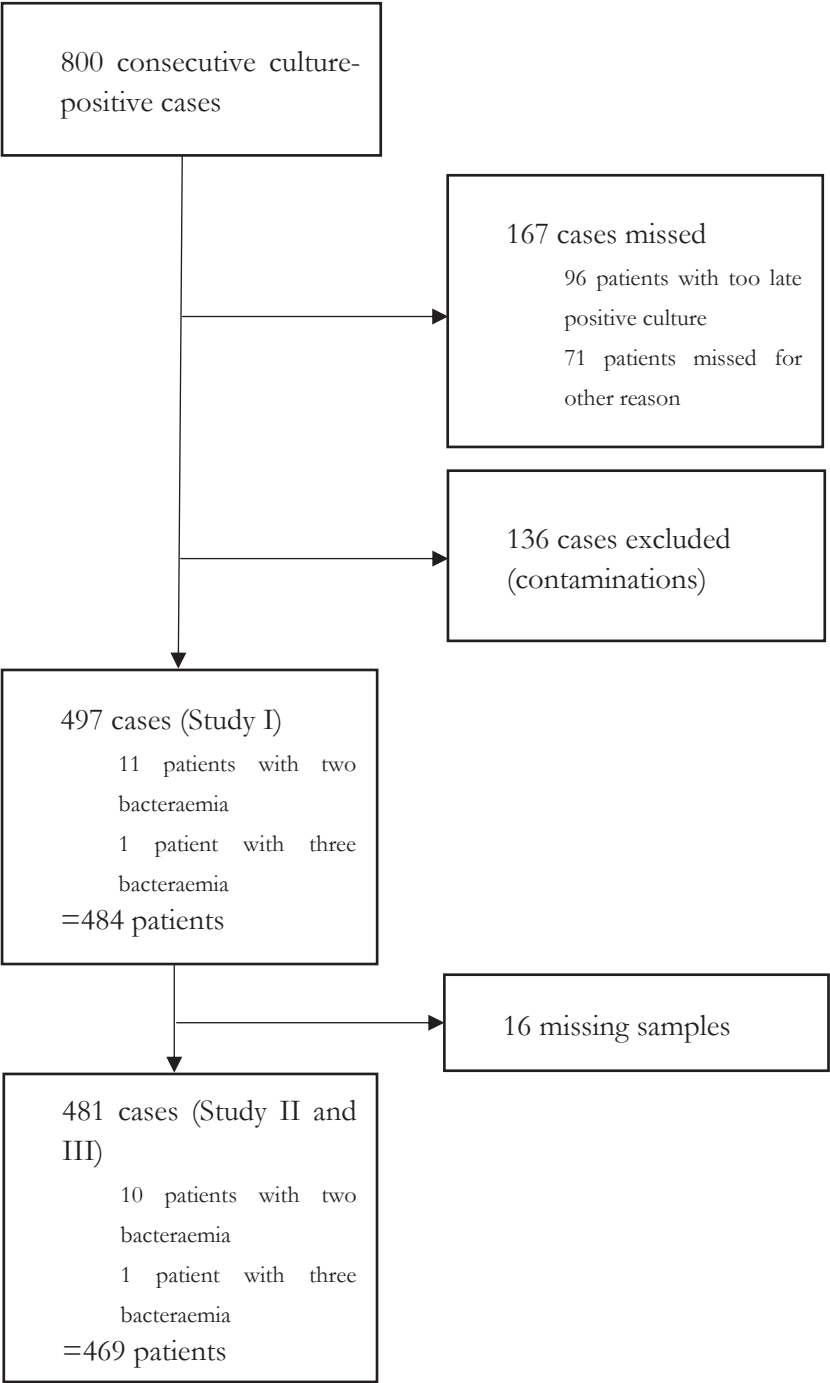 800 consecutive culture-
positive cases
167 cases missed
96 patients with too late
positive culture
71 patients missed for
other reason
136 cases excluded
(contaminations)
497 cases (Study I)
11 patients with two
bacteraemia
1 patient with three
bacteraemia
=484 patients
16 missing samples
481 cases (Study II and
III)
10 patients with two
bacteraemia
1 patient with three
bacteraemia
=469 patients